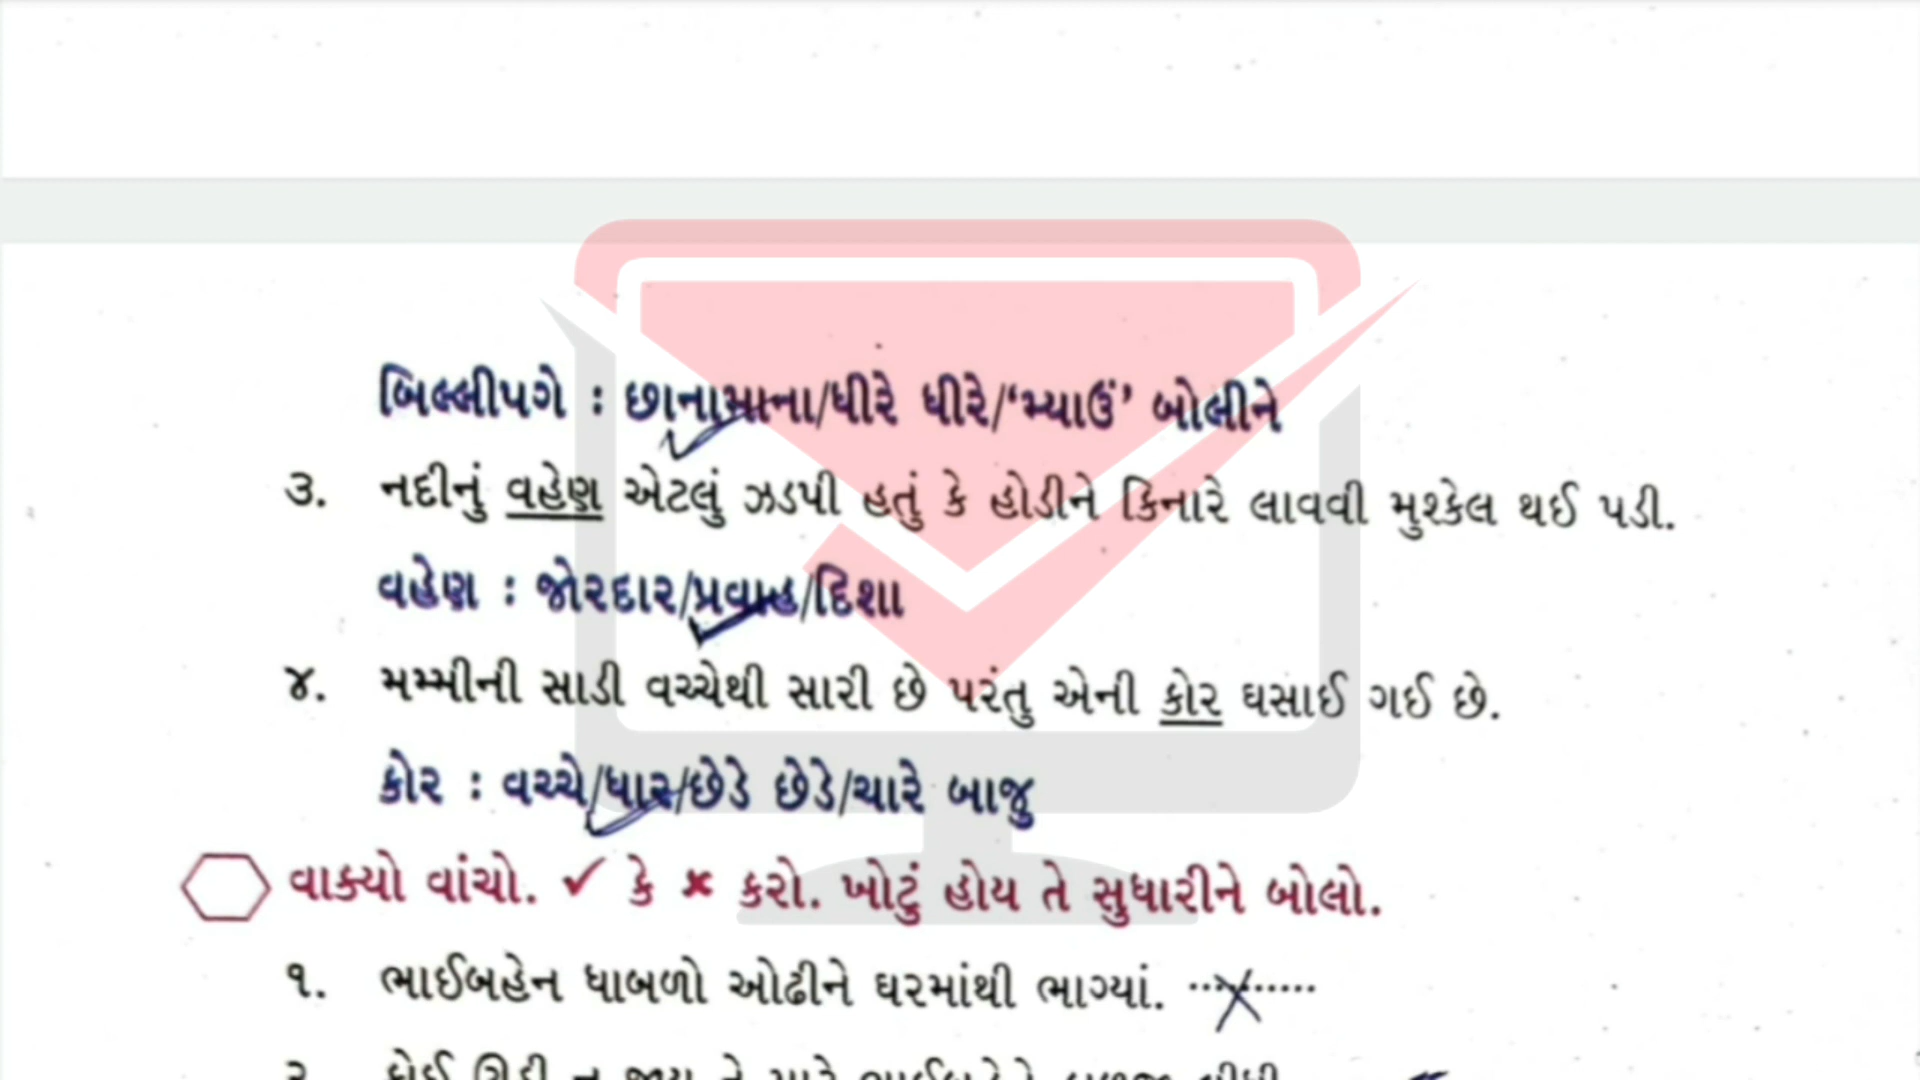 બિલ્લીપગે : છાનામાના/ધીરે ધીરે/‘મ્યાઉં’ બોલીને
૩. નદીનું વહેણ એટલું ઝડપી હતું કે હોડીને કિનારે લાવવી મુશ્કેલ થઈ પડી.
વહેણ : જોરદાર/પ્રવાહ/દિશા
૪. મમ્મીની સાડી વચ્ચેથી સારી છે પરંતુ એની કોર ઘસાઈ ગઈ છે.
કોર : વચ્ચે/ધાર/છેડે છેડે/ચારે બાજુ
વાક્યો વાંચો. ✓ કે ✗ કરો. ખોટું હોય તે સુધારીને બોલો.
૧. ભાઈબહેન ધાબળો ઓઢીને ઘરમાંથી ભાગ્યાં. ..........